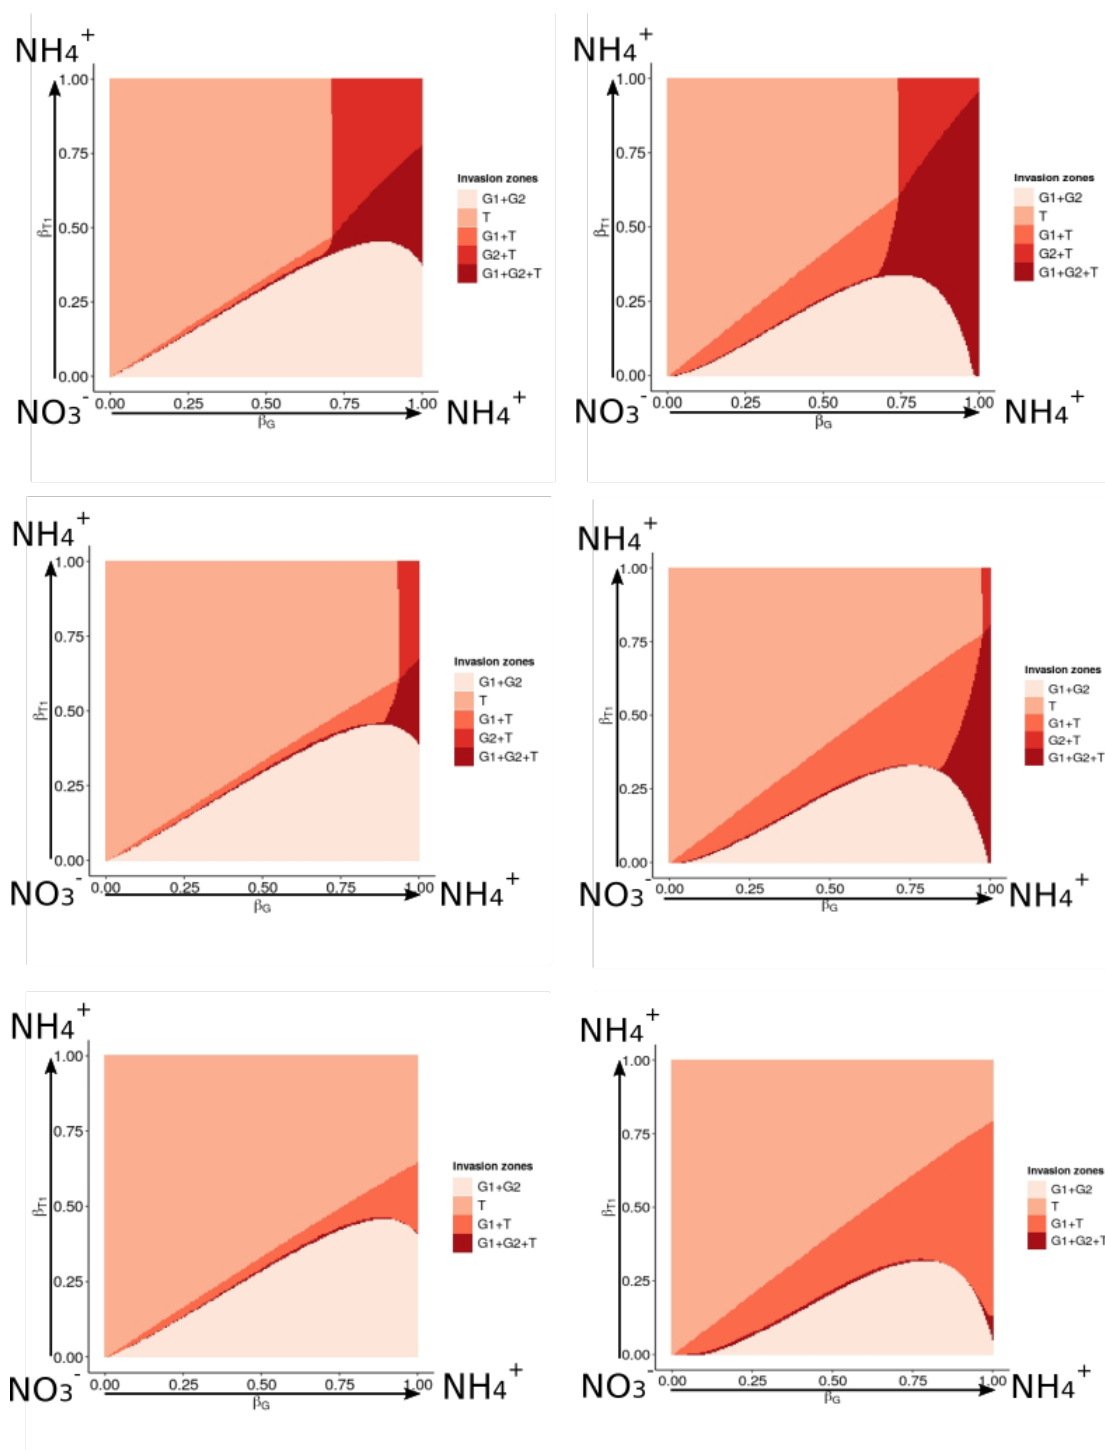 NH4+
1.00
0.75
0.50
0.25
0.00
βT1
0.00 0.25 0.50 0.75 1.00
βG
NO3- NH4+
Invasion zones
G1+G2
T
G1+T
G2+T
G1+G2+T
NH4+
1.00
0.75
0.50
0.25
0.00
βT1
0.00 0.25 0.50 0.75 1.00
βG
NO3- NH4+
Invasion zones
G1+G2
T
G1+T
G2+T
G1+G2+T
NH4+
1.00
0.75
0.50
0.25
0.00
βT1
0.00 0.25 0.50 0.75 1.00
βG
NO3- NH4+
Invasion zones
G1+G2
T
G1+T
G2+T
G1+G2+T
NH4+
1.00
0.75
0.50
0.25
0.00
βT1
0.00 0.25 0.50 0.75 1.00
βG
NO3- NH4+
Invasion zones
G1+G2
T
G1+T
G2+T
G1+G2+T
NH4+
1.00
0.75
0.50
0.25
0.00
βT1
0.00 0.25 0.50 0.75 1.00
βG
NO3- NH4+
Invasion zones
G1+G2
T
G1+T
G1+G2+T
NH4+
1.00
0.75
0.50
0.25
0.00
βT1
0.00 0.25 0.50 0.75 1.00
βG
NO3- NH4+
Invasion zones
G1+G2
T
G1+T
G1+G2+T